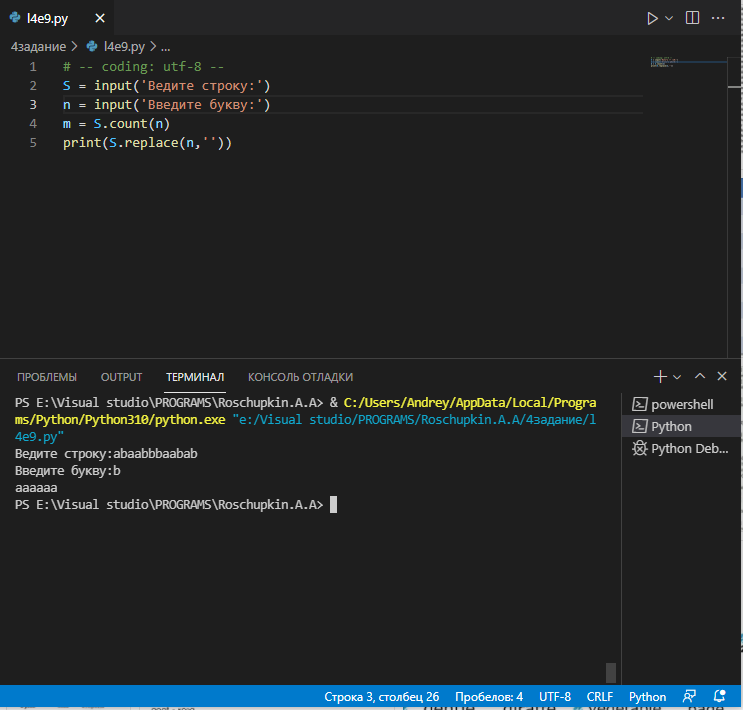 l4e9.py
4задание > l4e9.py > ...
1 # -- coding: utf-8 --
2 S = input('Ведите строку:')
3 n = input('Введите букву:')
4 m = S.count(n)
5 print(S.replace(n,''))
ПРОБЛЕМЫ OUTPUT ТЕРМИНАЛ КОНСОЛЬ ОТЛАДКИ
PS E:\Visual studio\PROGRAMS\Roschupkin.A.A> & C:/Users/Andrey/AppData/Local/Progra
ms/Python/Python310/python.exe "e:/Visual studio/PROGRAMS/Roschupkin.A.A/4задание/l
4e9.py"
Ведите строку:abaabbbaabab
Введите букву:b
aaaaaa
PS E:\Visual studio\PROGRAMS\Roschupkin.A.A>
powershell
Python
Python Deb...
Строка 3, столбец 26 Пробелов: 4 UTF-8 CRLF Python